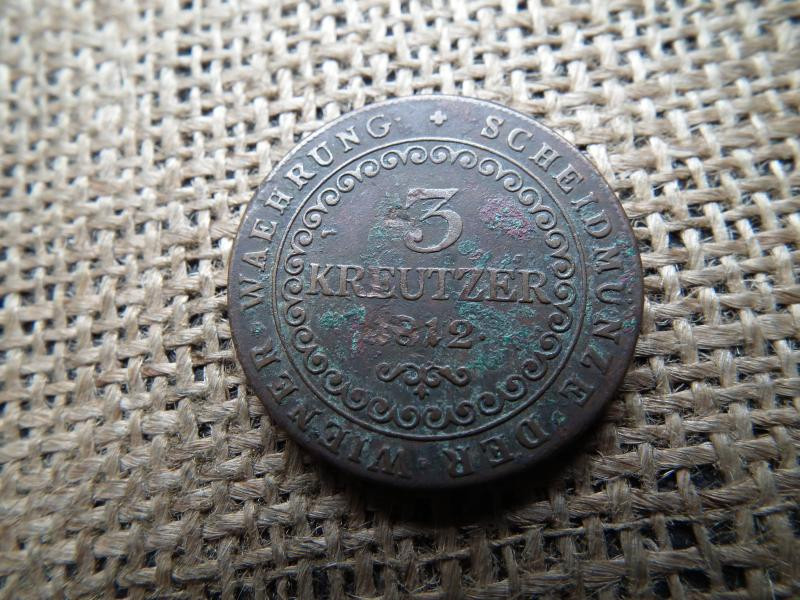 SCHEIDMÜNZE DER WIENER WAEHRUNG
3
KREUTZER
1812